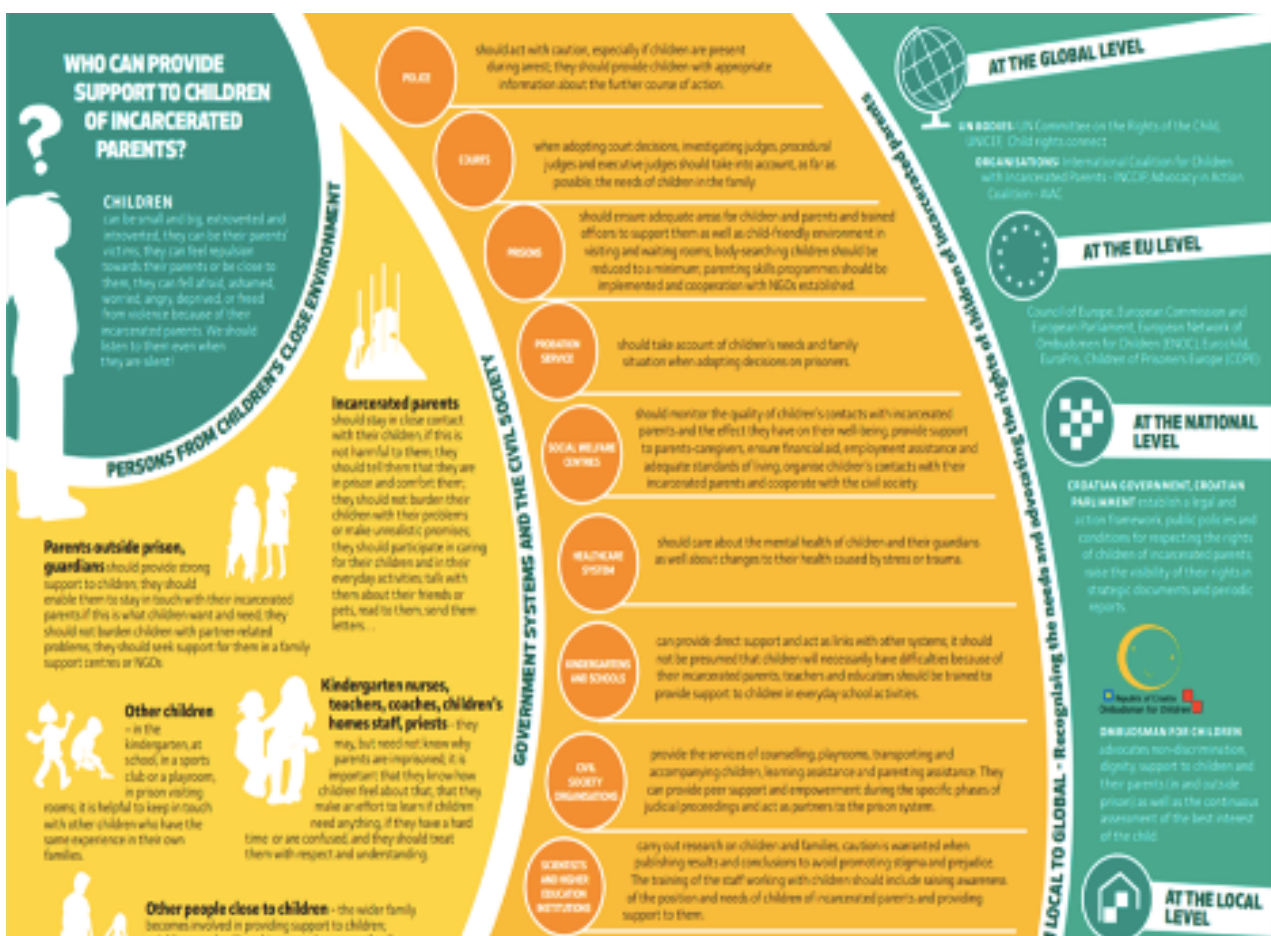 WHO CAN PROVIDE
SUPPORT TO CHILDREN
OF INCARCERATED
PARENTS?
?
CHILDREN
can be small and big, extroverted and
introverted, they can be their parents'
victims, they can feel repulsion
towards their parents or be close to
them, they can fell afraid, ashamed,
worried, angry, deprived, or freed
from violence because of their
incarcerated parents. We should
listen to them even when
they are silent!
PERSONS FROM CHILDREN'S CLOSE ENVIRONMENT
Incarcerated parents
should stay in close contact
with their children, if this is
not harmful to them; they
should tell them that they are
in prison and comfort them;
they should not burden their
children with their problems
or make unrealistic promises;
they should participate in caring
for their children and in their
everyday activities, talk with
them about their friends or
pets, read to them, send them
letters...
Parents outside prison,
guardians should provide strong
support to children; they should
enable them to stay in touch with their incarcerated
parents if this is what children want and need; they
should not burden children with partner-related
problems; they should seek support for them in a family
support centres or NGOs.
Other children
– in the
kindergarten, at
school, in a sports
club or a playroom,
in prison visiting
rooms; it is helpful to keep in touch
with other children who have the
same experience in their own
families.
Kindergarten nurses,
teachers, coaches, children's
homes staff, priests - they
may, but need not know why
parents are imprisoned; it is
important that they know how
children feel about that, that they
make an effort to learn if children
need anything, if they have a hard
time or are confused, and they should treat
them with respect and understanding.
Other people close to children - the wider family
becomes involved in providing support to children;
GOVERNMENT SYSTEMS AND THE CIVIL SOCIETY
POLICE
should act with caution, especially if children are present
during arrest; they should provide children with appropriate
information about the further course of action.
COURTS
when adopting court decisions, investigating judges, procedural
judges and executive judges should take into account, as far as
possible, the needs of children in the family
PRISONS
should ensure adequate areas for children and parents and trained
officers to support them as well as child-friendly environment in
visiting and waiting rooms; body-searching children should be
reduced to a minimum; parenting skills programmes should be
implemented and cooperation with NGOs established.
PROBATION
SERVICE
should take account of children's needs and family
situation when adopting decisions on prisoners.
SOCIAL WELFARE
CENTRES
should monitor the quality of children's contacts with incarcerated
parents and the effect they have on their well-being, provide support
to parents-caregivers, ensure financial aid, employment assistance and
adequate standards of living, organise children's contacts with their
incarcerated parents and cooperate with the civil society.
HEALTHCARE
SYSTEM
should care about the mental health of children and their guardians
as well about changes to their health caused by stress or trauma.
KINDERGARTENS
AND SCHOOLS
can provide direct support and act as links with other systems; it should
not be presumed that children will necessarily have difficulties because of
their incarcerated parents, teachers and educators should be trained to
provide support to children in everyday school activities.
CIVIL
SOCIETY
ORGANISATIONS
provide the services of counselling, playrooms, transporting and
accompanying children, learning assistance and parenting assistance. They
can provide peer support and empowerment during the specific phases of
judicial proceedings and act as partners to the prison system.
SCIENTISTS
AND HIGHER
EDUCATION
INSTITUTIONS
carry out research on children and families, caution is warranted when
publishing results and conclusions to avoid promoting stigma and prejudice.
The training of the staff working with children should include raising awareness
of the position and needs of children of incarcerated parents and providing
support to them.
LOCAL TO GLOBAL - Recognising the needs and advocating the rights of children of incarcerated parents
AT THE GLOBAL LEVEL
UN BODIES: UN Committee on the Rights of the Child,
UNICEF, Child rights connect
ORGANISATIONS: International Coalition for Children
with Incarcerated Parents - INCCIP, Advocacy in Action
Coalition - AIAC
AT THE EU LEVEL
Council of Europe, European Commission and
European Parliament, European Network of
Ombudsmen for Children (ENOC), Eurochild,
EuroPris, Children of Prisoners Europe (COPE)
AT THE NATIONAL
LEVEL
CROATIAN GOVERNMENT, CROATIAN
PARLIAMENT establish a legal and
action framework, public policies and
conditions for respecting the rights
of children of incarcerated parents;
raise the visibility of their rights in
strategic documents and periodic
reports.
Republic of Croatia
Ombudsman for Children
OMBUDSMAN FOR CHILDREN
advocates non-discrimination,
dignity, support to children and
their parents (in and outside
prison) as well as the continuous
assessment of the best interest
of the child.
AT THE LOCAL
LEVEL